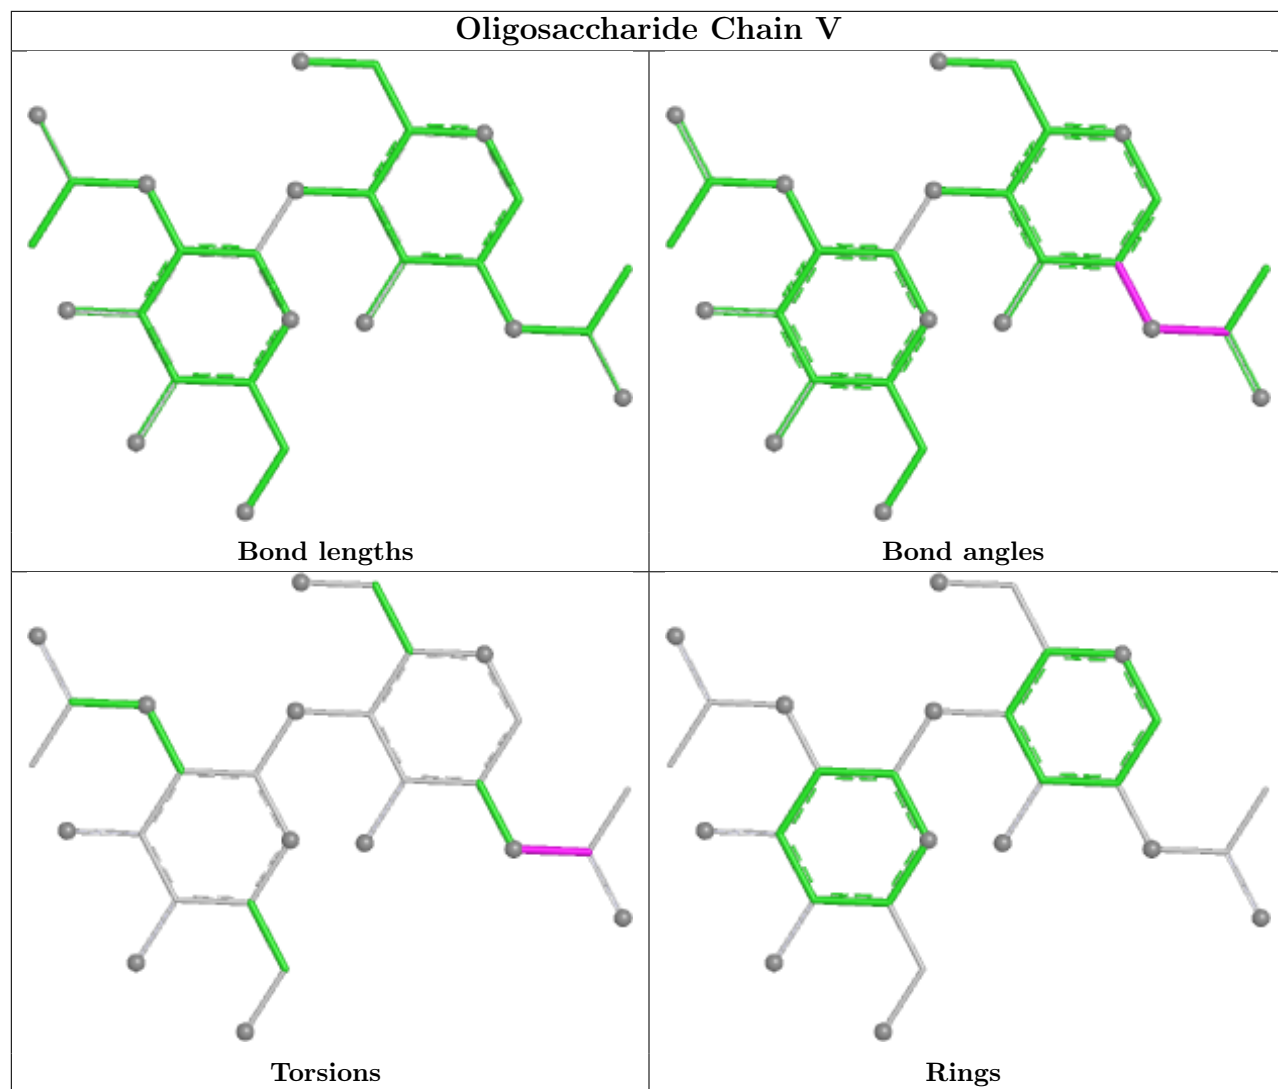 Oligosaccharide Chain V
Bond lengths
Bond angles
Torsions
Rings